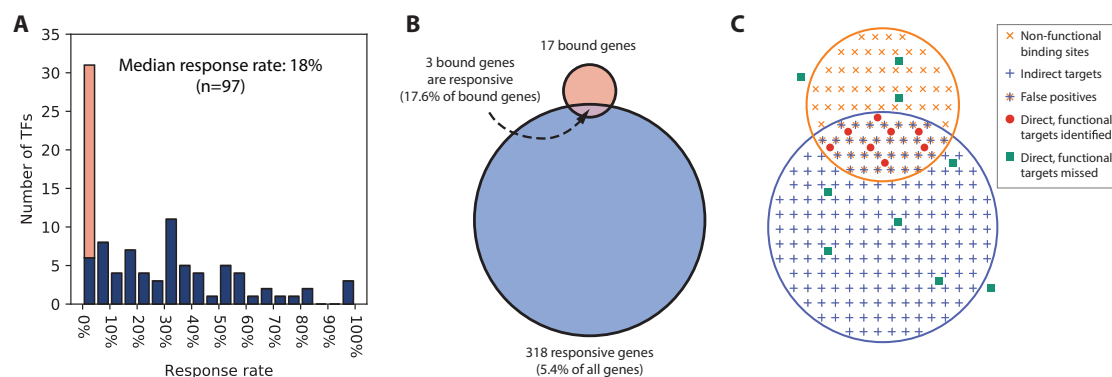 A
Number of TFs
35
30
25
20
15
10
5
0
Median response rate: 18%
(n=97)
0%
10%
20%
30%
40%
50%
60%
70%
80%
90%
100%
Response rate
B
17 bound genes
3 bound genes
are responsive
(17.6% of bound genes)
318 responsive genes
(5.4% of all genes)
C
Non-functional
binding sites
Indirect targets
False positives
Direct, functional
targets identified
Direct, functional
targets missed